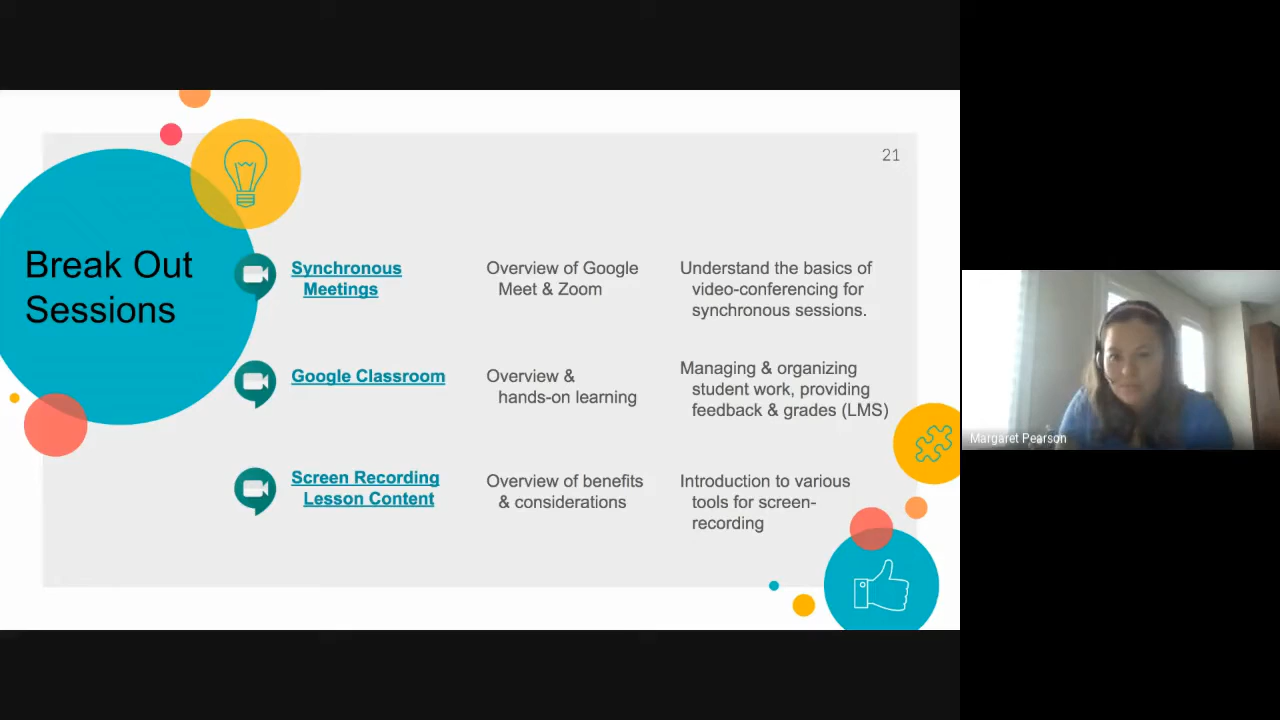 21
Break Out
Sessions
Synchronous
Meetings
Overview of Google
Meet & Zoom
Understand the basics of
video-conferencing for
synchronous sessions.
Google Classroom
Overview &
hands-on learning
Managing & organizing
student work, providing
feedback & grades (LMS)
Screen Recording
Lesson Content
Overview of benefits
& considerations
Introduction to various
tools for screen-
recording
Margaret Pearson